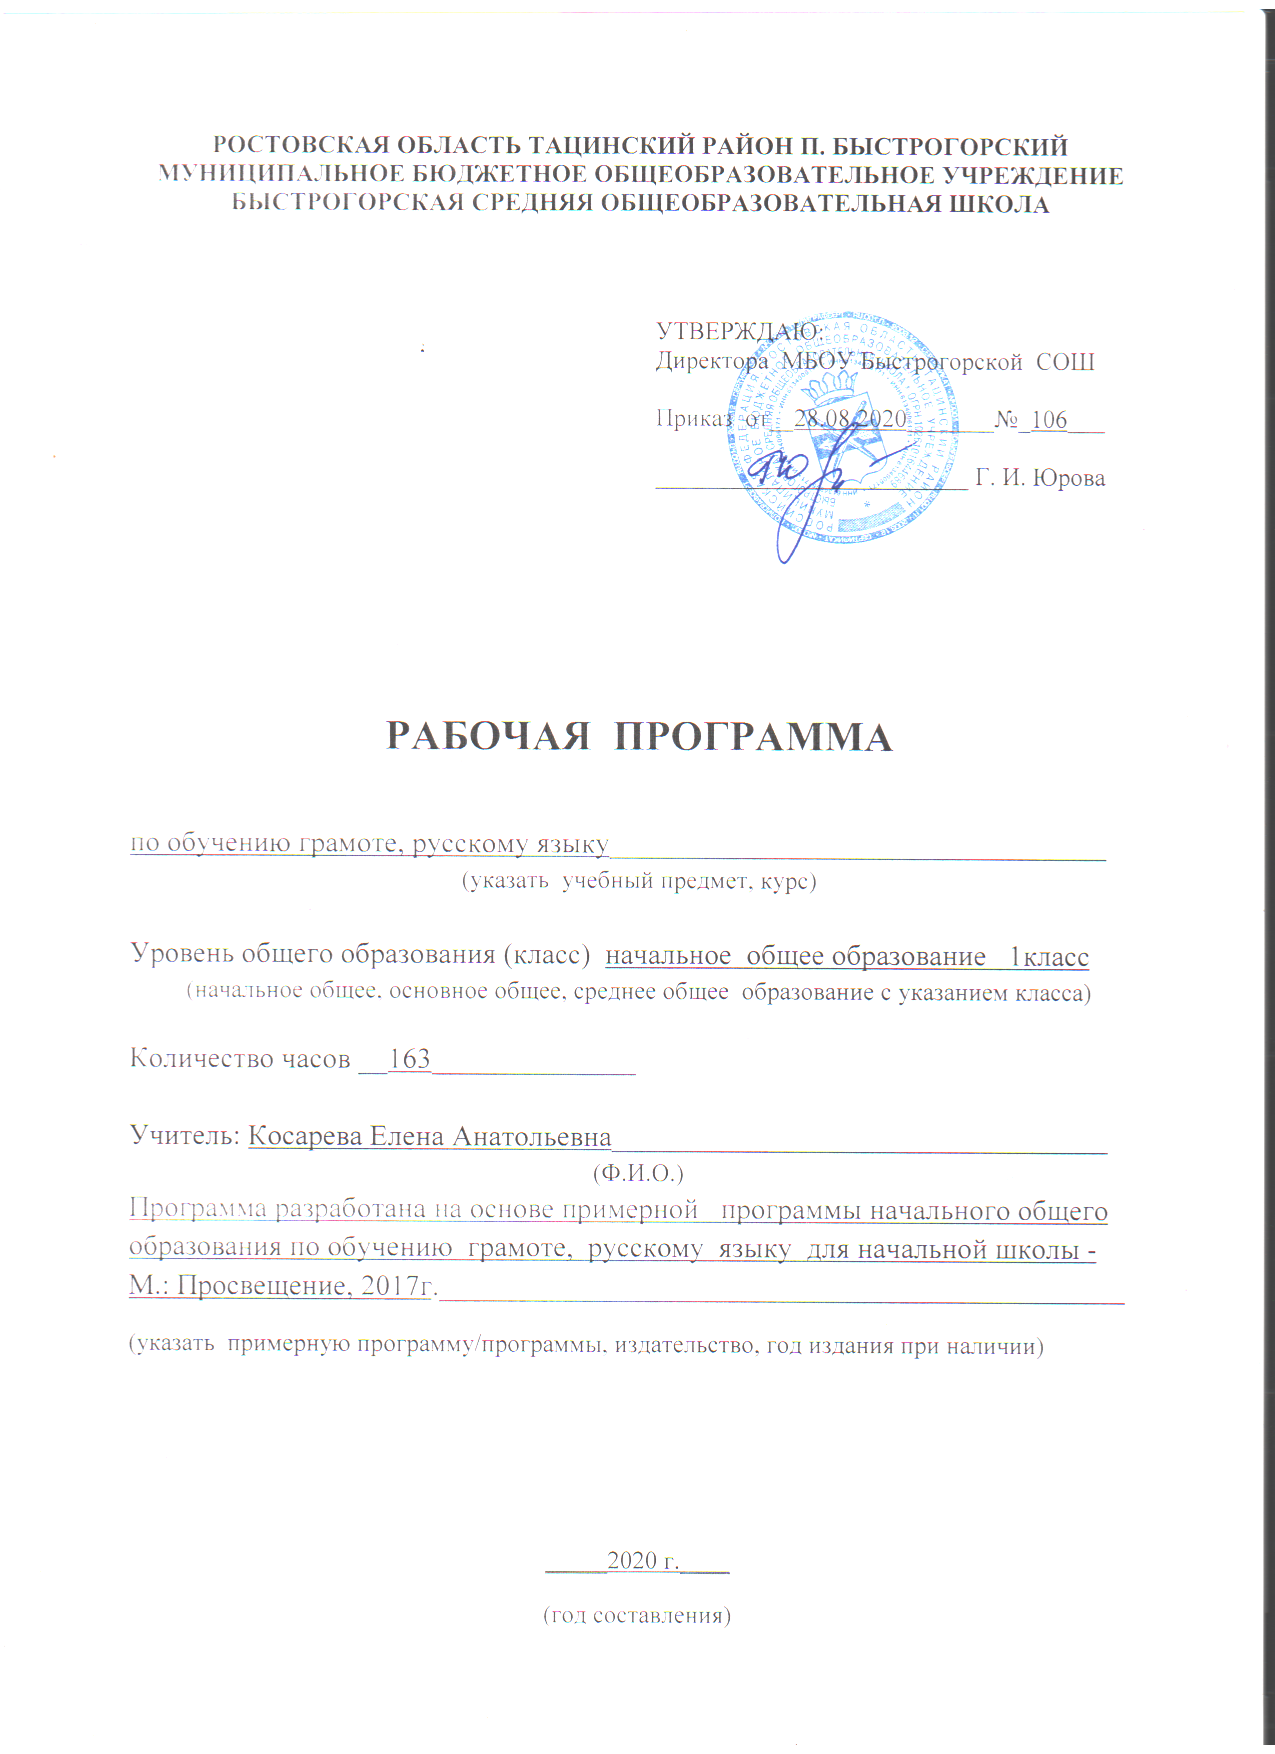 РОСТОВСКАЯ ОБЛАСТЬ ТАЦИНСКИЙ РАЙОН П. БЫСТРОГОРСКИЙ
МУНИЦИПАЛЬНОЕ БЮДЖЕТНОЕ ОБЩЕОБРАЗОВАТЕЛЬНОЕ УЧРЕЖДЕНИЕ
БЫСТРОГОРСКАЯ СРЕДНЯЯ ОБЩЕОБРАЗОВАТЕЛЬНАЯ ШКОЛА
УТВЕРЖДАЮ:
Директора МБОУ Быстрогорской СОШ
Приказ от 28.08.2020 № 106
Г. И. Юрова
РАБОЧАЯ ПРОГРАММА
по обучению грамоте, русскому языку
(указать учебный предмет, курс)
Уровень общего образования (класс) начальное общее образование 1класс
(начальное общее, основное общее, среднее общее образование с указанием класса)
Количество часов 163
Учитель: Косарева Елена Анатольевна
(Ф.И.О.)
Программа разработана на основе примерной программы начального общего
образования по обучению грамоте, русскому языку для начальной школы -
М.: Просвещение, 2017г.
(указать примерную программу/программы, издательство, год издания при наличии)
2020 г.
(год составления)